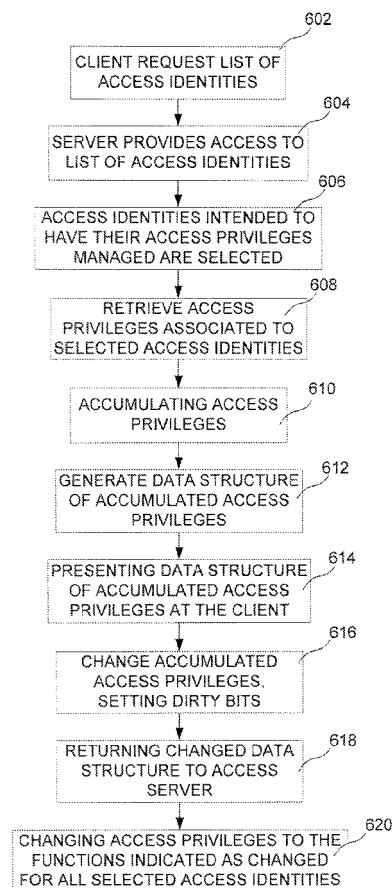 602
CLIENT REQUEST LIST OF
ACCESS IDENTITIES
604
SERVER PROVIDES ACCESS TO
LIST OF ACCESS IDENTITIES
606
ACCESS IDENTITIES INTENDED TO
HAVE THEIR ACCESS PRIVILEGES
MANAGED ARE SELECTED
608
RETRIEVE ACCESS
PRIVILEGES ASSOCIATED TO
SELECTED ACCESS IDENTITIES
610
ACCUMULATING ACCESS
PRIVILEGES
612
GENERATE DATA STRUCTURE
OF ACCUMULATED ACCESS
PRIVILEGES
614
PRESENTING DATA STRUCTURE
OF ACCUMULATED ACCESS
PRIVILEGES AT THE CLIENT
616
CHANGE ACCUMULATED
ACCESS PRIVILEGES,
SETTING DIRTY BITS
618
RETURNING CHANGED DATA
STRUCTURE TO ACCESS
SERVER
620
CHANGING ACCESS PRIVILEGES TO THE
FUNCTIONS INDICATED AS CHANGED
FOR ALL SELECTED ACCESS IDENTITIES